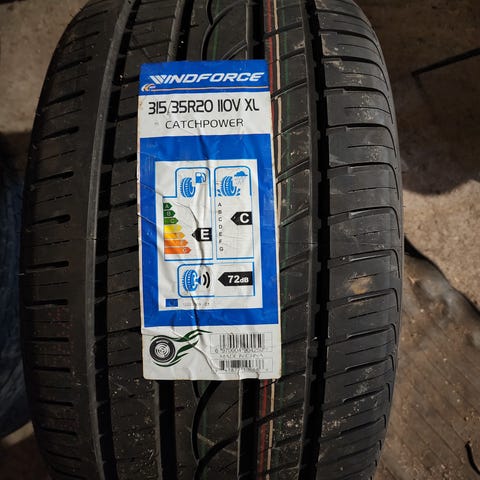 WINDFORCE
315/35R20 110V XL
CATCHPOWER
A
B
C
D
E
F
G
C
E
72dB
MADE IN CHINA